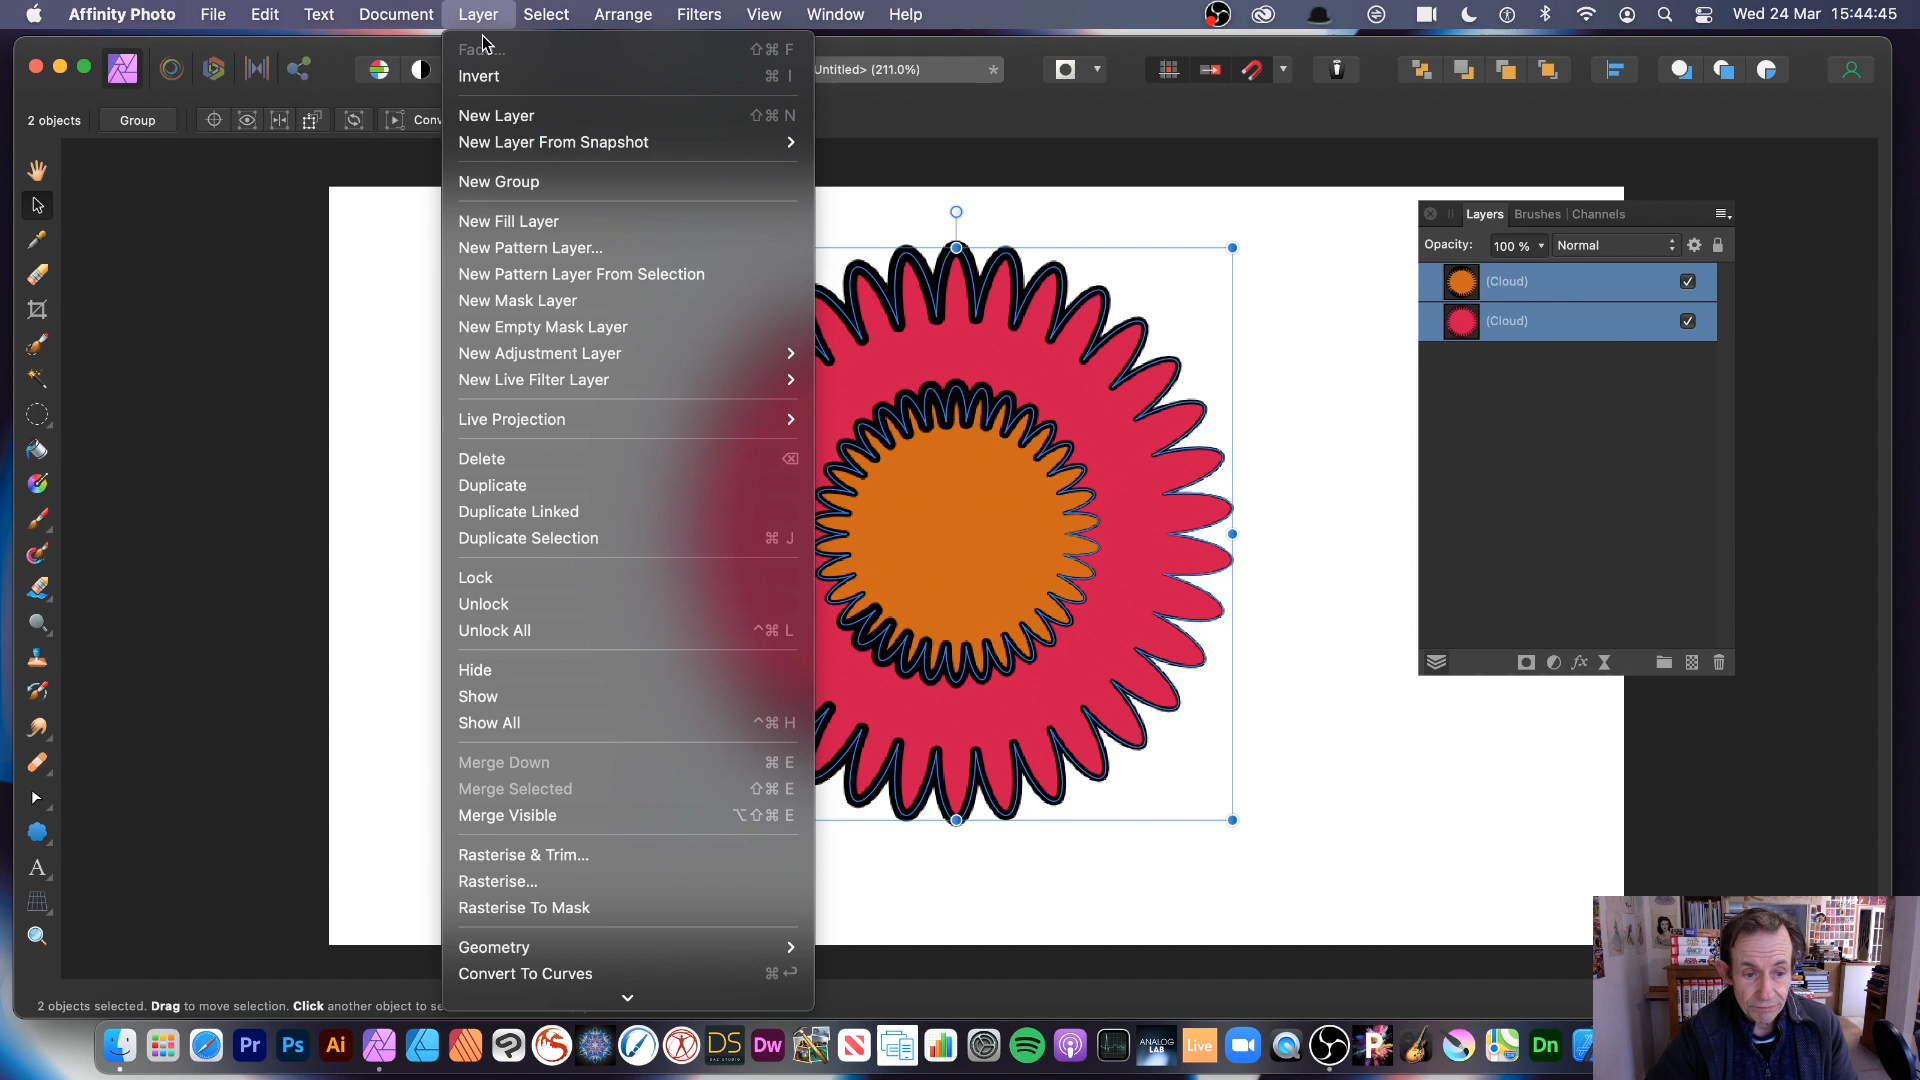 Affinity Photo File Edit Text Document Layer Select Arrange Filters View Window Help Wed 24 Mar 15:44:45
Untitled> (211.0%) *
2 objects Group Conv
Fade... ⇧⌘ F
Invert ⌘ I
New Layer ⇧⌘ N
New Layer From Snapshot
New Group
New Fill Layer
New Pattern Layer...
New Pattern Layer From Selection
New Mask Layer
New Empty Mask Layer
New Adjustment Layer
New Live Filter Layer
Live Projection
Delete ⌫
Duplicate
Duplicate Linked
Duplicate Selection ⌘ J
Lock
Unlock
Unlock All ^⌘ L
Hide
Show
Show All ^⌘ H
Merge Down ⌘ E
Merge Selected ⇧⌘ E
Merge Visible ⌥⇧⌘ E
Rasterise & Trim...
Rasterise...
Rasterise To Mask
Geometry
Convert To Curves ⌘↩
Layers Brushes Channels
Opacity: 100 % Normal
(Cloud)
(Cloud)
2 objects selected. Drag to move selection. Click another object to se
Pr Ps Ai DS Dw ANALOG LAB Live P Dn